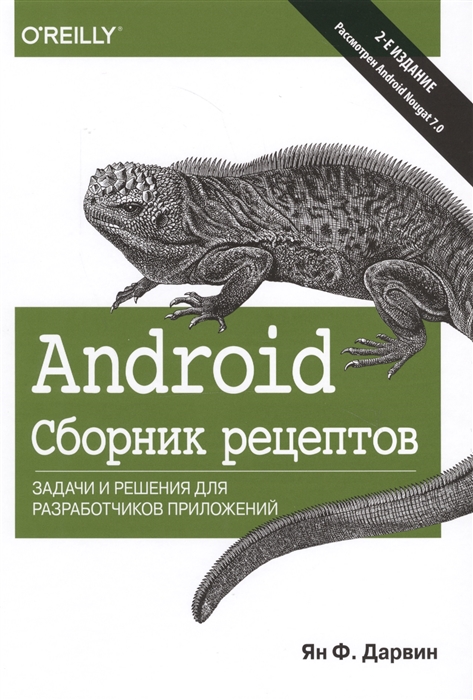 O'REILLY®
2-Е ИЗДАНИЕ
Рассмотрен Android Nougat 7.0
Android
Сборник рецептов
ЗАДАЧИ И РЕШЕНИЯ ДЛЯ
РАЗРАБОТЧИКОВ ПРИЛОЖЕНИЙ
Ян Ф. Дарвин